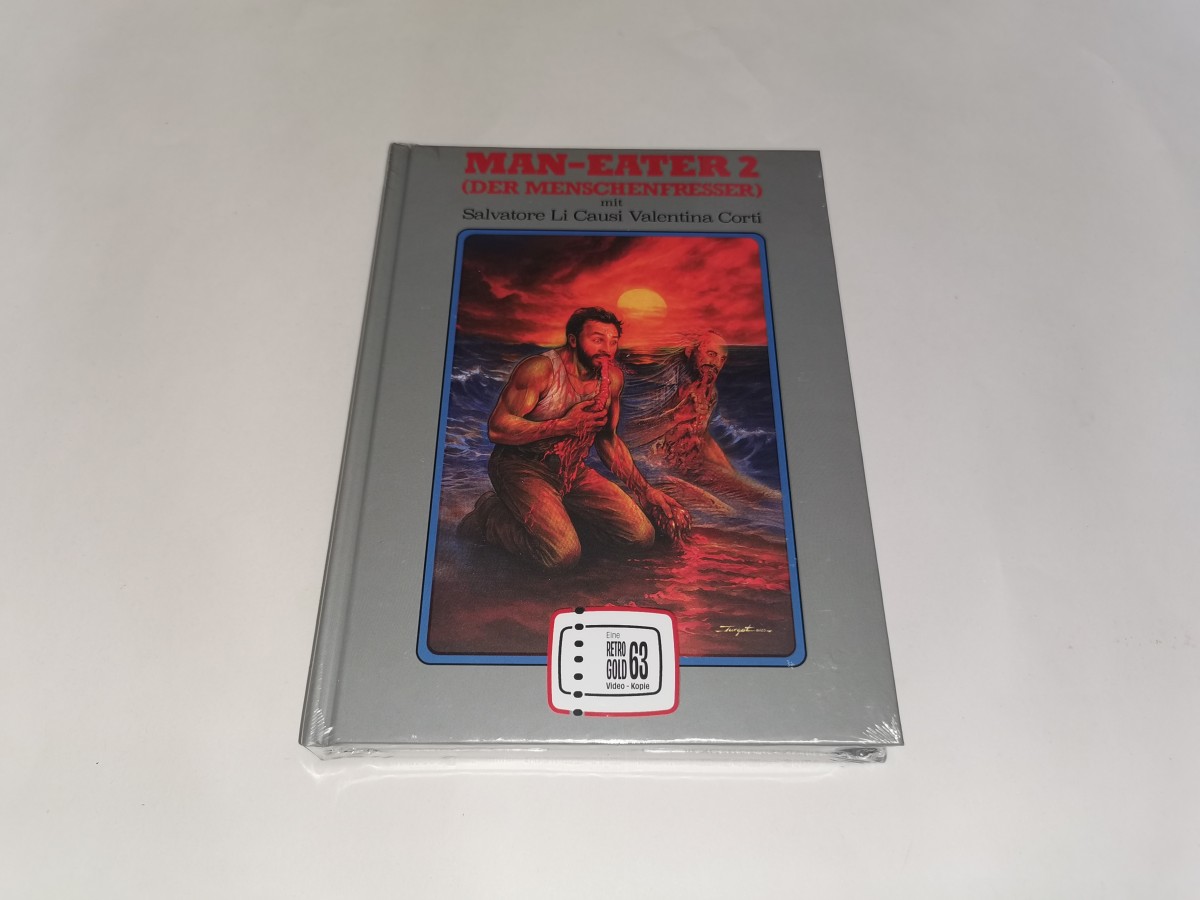 MAN-EATER 2
(DER MENSCHENFRESSER)
mit
Salvatore Li Causi Valentina Corti
Eine
RETRO
GOLD 63
Video - Kopie